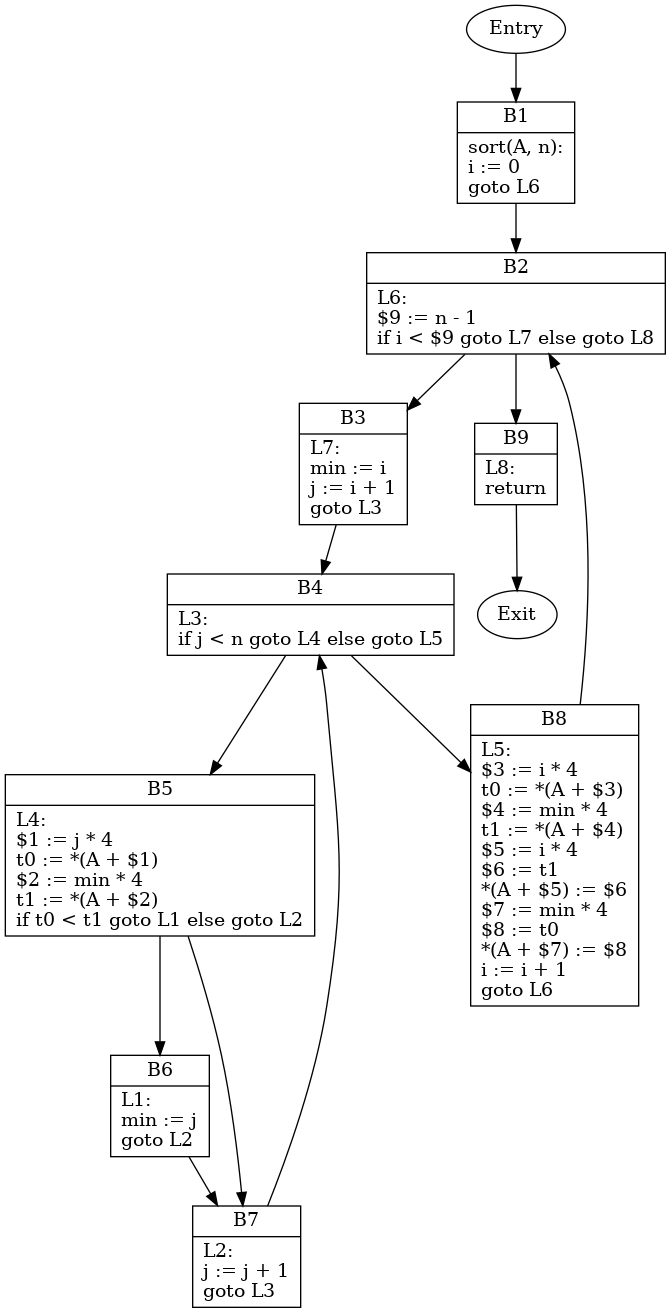 Entry
B1
sort(A, n):
i := 0
goto L6
B2
L6:
$9 := n - 1
if i < $9 goto L7 else goto L8
B3
L7:
min := i
j := i + 1
goto L3
B9
L8:
return
B4
L3:
if j < n goto L4 else goto L5
Exit
B5
L4:
$1 := j * 4
t0 := *(A + $1)
$2 := min * 4
t1 := *(A + $2)
if t0 < t1 goto L1 else goto L2
B8
L5:
$3 := i * 4
t0 := *(A + $3)
$4 := min * 4
t1 := *(A + $4)
$5 := i * 4
$6 := t1
*(A + $5) := $6
$7 := min * 4
$8 := t0
*(A + $7) := $8
i := i + 1
goto L6
B6
L1:
min := j
goto L2
B7
L2:
j := j + 1
goto L3